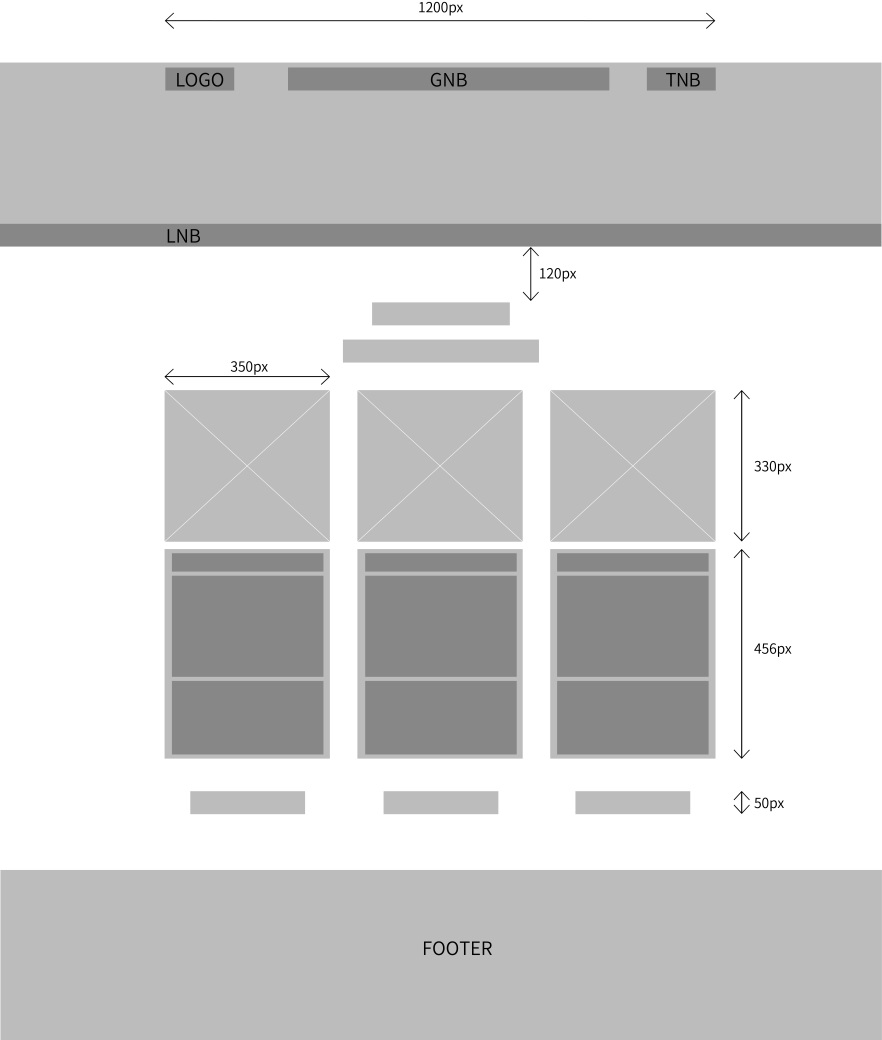 1200px
LOGO
GNB
TNB
LNB
120px
350px
330px
456px
50px
FOOTER